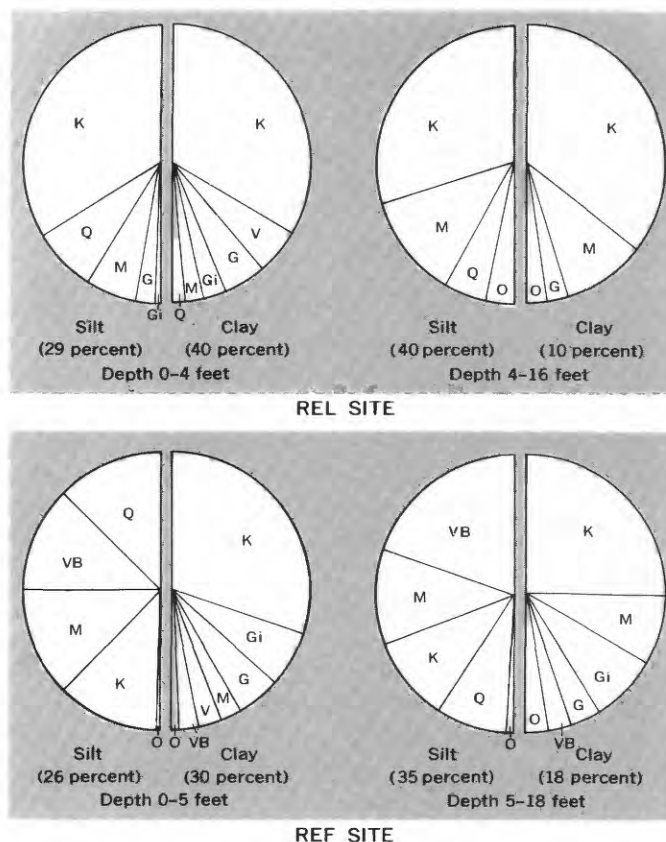 K K K K
Q V M M
M G Q O O G
G Gi M
Gi Q
Silt Clay Silt Clay
(29 percent) (40 percent) (40 percent) (10 percent)
Depth 0-4 feet Depth 4-16 feet
REL SITE
Q K VB K
VB M M
M Gi K Gi
K V M G Q O G
O O VB O VB
Silt Clay Silt Clay
(26 percent) (30 percent) (35 percent) (18 percent)
Depth 0-5 feet Depth 5-18 feet
REF SITE